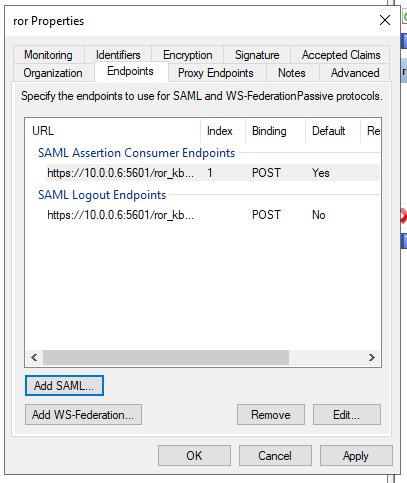 ror Properties
Monitoring Identifiers Encryption Signature Accepted Claims
Organization Endpoints Proxy Endpoints Notes Advanced
Specify the endpoints to use for SAML and WS-FederationPassive protocols.
URL Index Binding Default Re
SAML Assertion Consumer Endpoints
https://10.0.0.6:5601/ror_kb... 1 POST Yes
SAML Logout Endpoints
https://10.0.0.6:5601/ror_kb... POST No
Add SAML...
Add WS-Federation... Remove Edit...
OK Cancel Apply